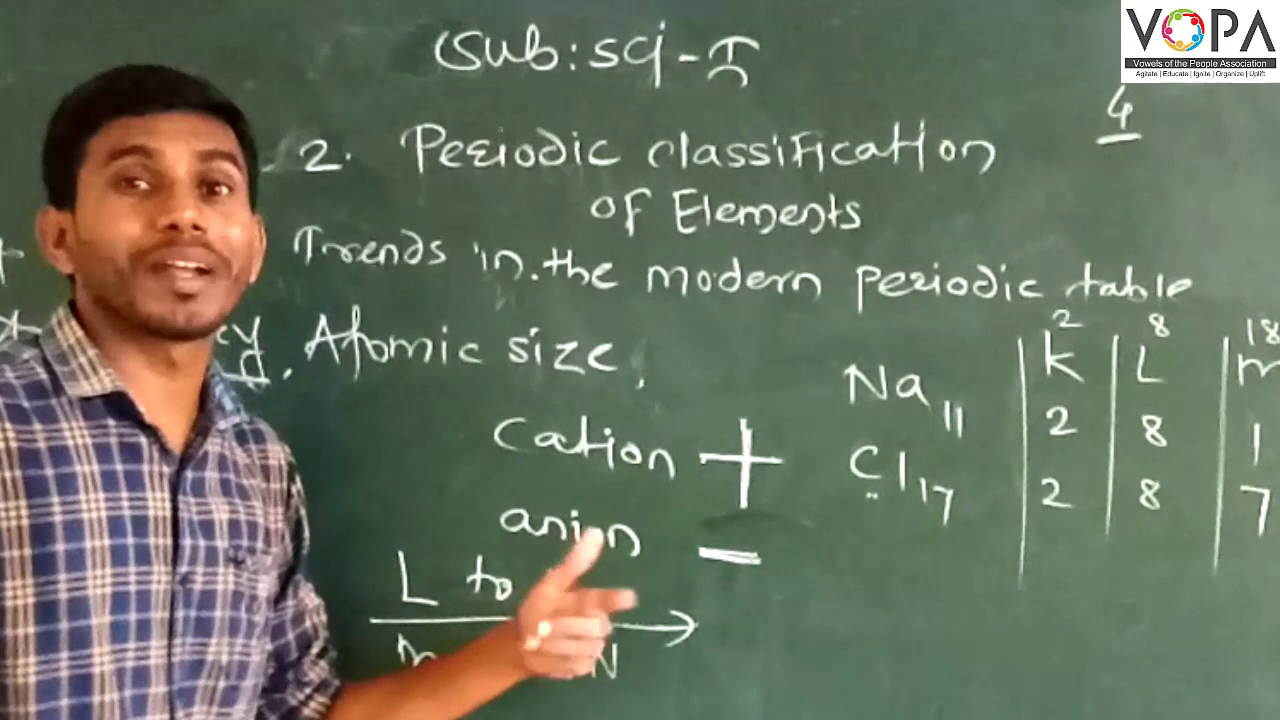 VOPA
Vowels of the People Association
Agitate | Educate | Ignite | Organize | Uplift
Sub: sci - I
4
2. Periodic classification
of Elements
Trends in the modern periodic table
cy, Atomic size,
2 8 18
K L M
Na 11 2 8 1
Cl 17 2 8 7
Cation +
anion –
L to
N